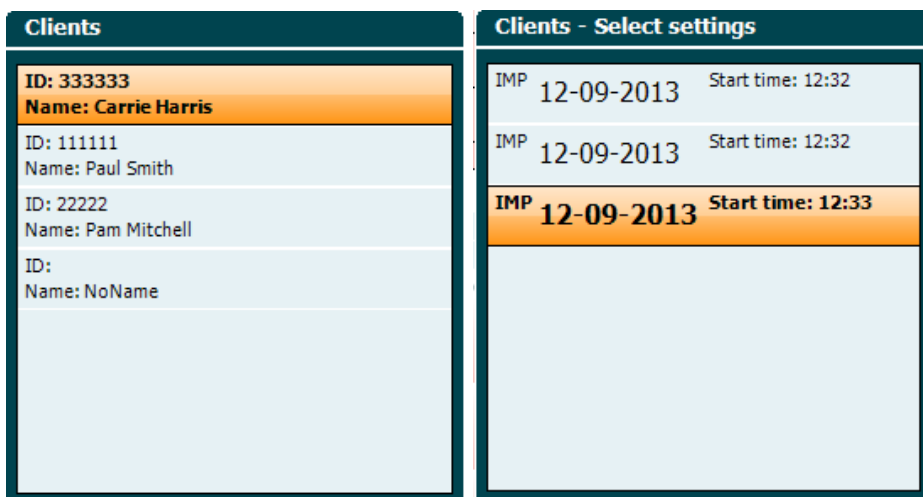 Clients
ID: 333333
Name: Carrie Harris
ID: 111111
Name: Paul Smith
ID: 22222
Name: Pam Mitchell
ID:
Name: NoName
Clients - Select settings
IMP 12-09-2013 Start time: 12:32
IMP 12-09-2013 Start time: 12:32
IMP 12-09-2013 Start time: 12:33